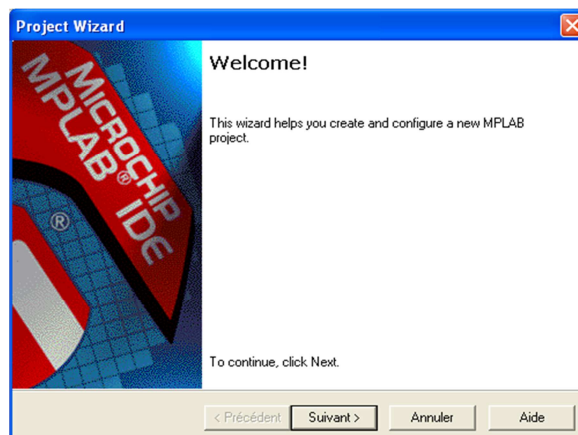 Project Wizard
MICROCHIP
MPLAB® IDE
®
Welcome!
This wizard helps you create and configure a new MPLAB
project.
To continue, click Next.
< Précédent
Suivant >
Annuler
Aide